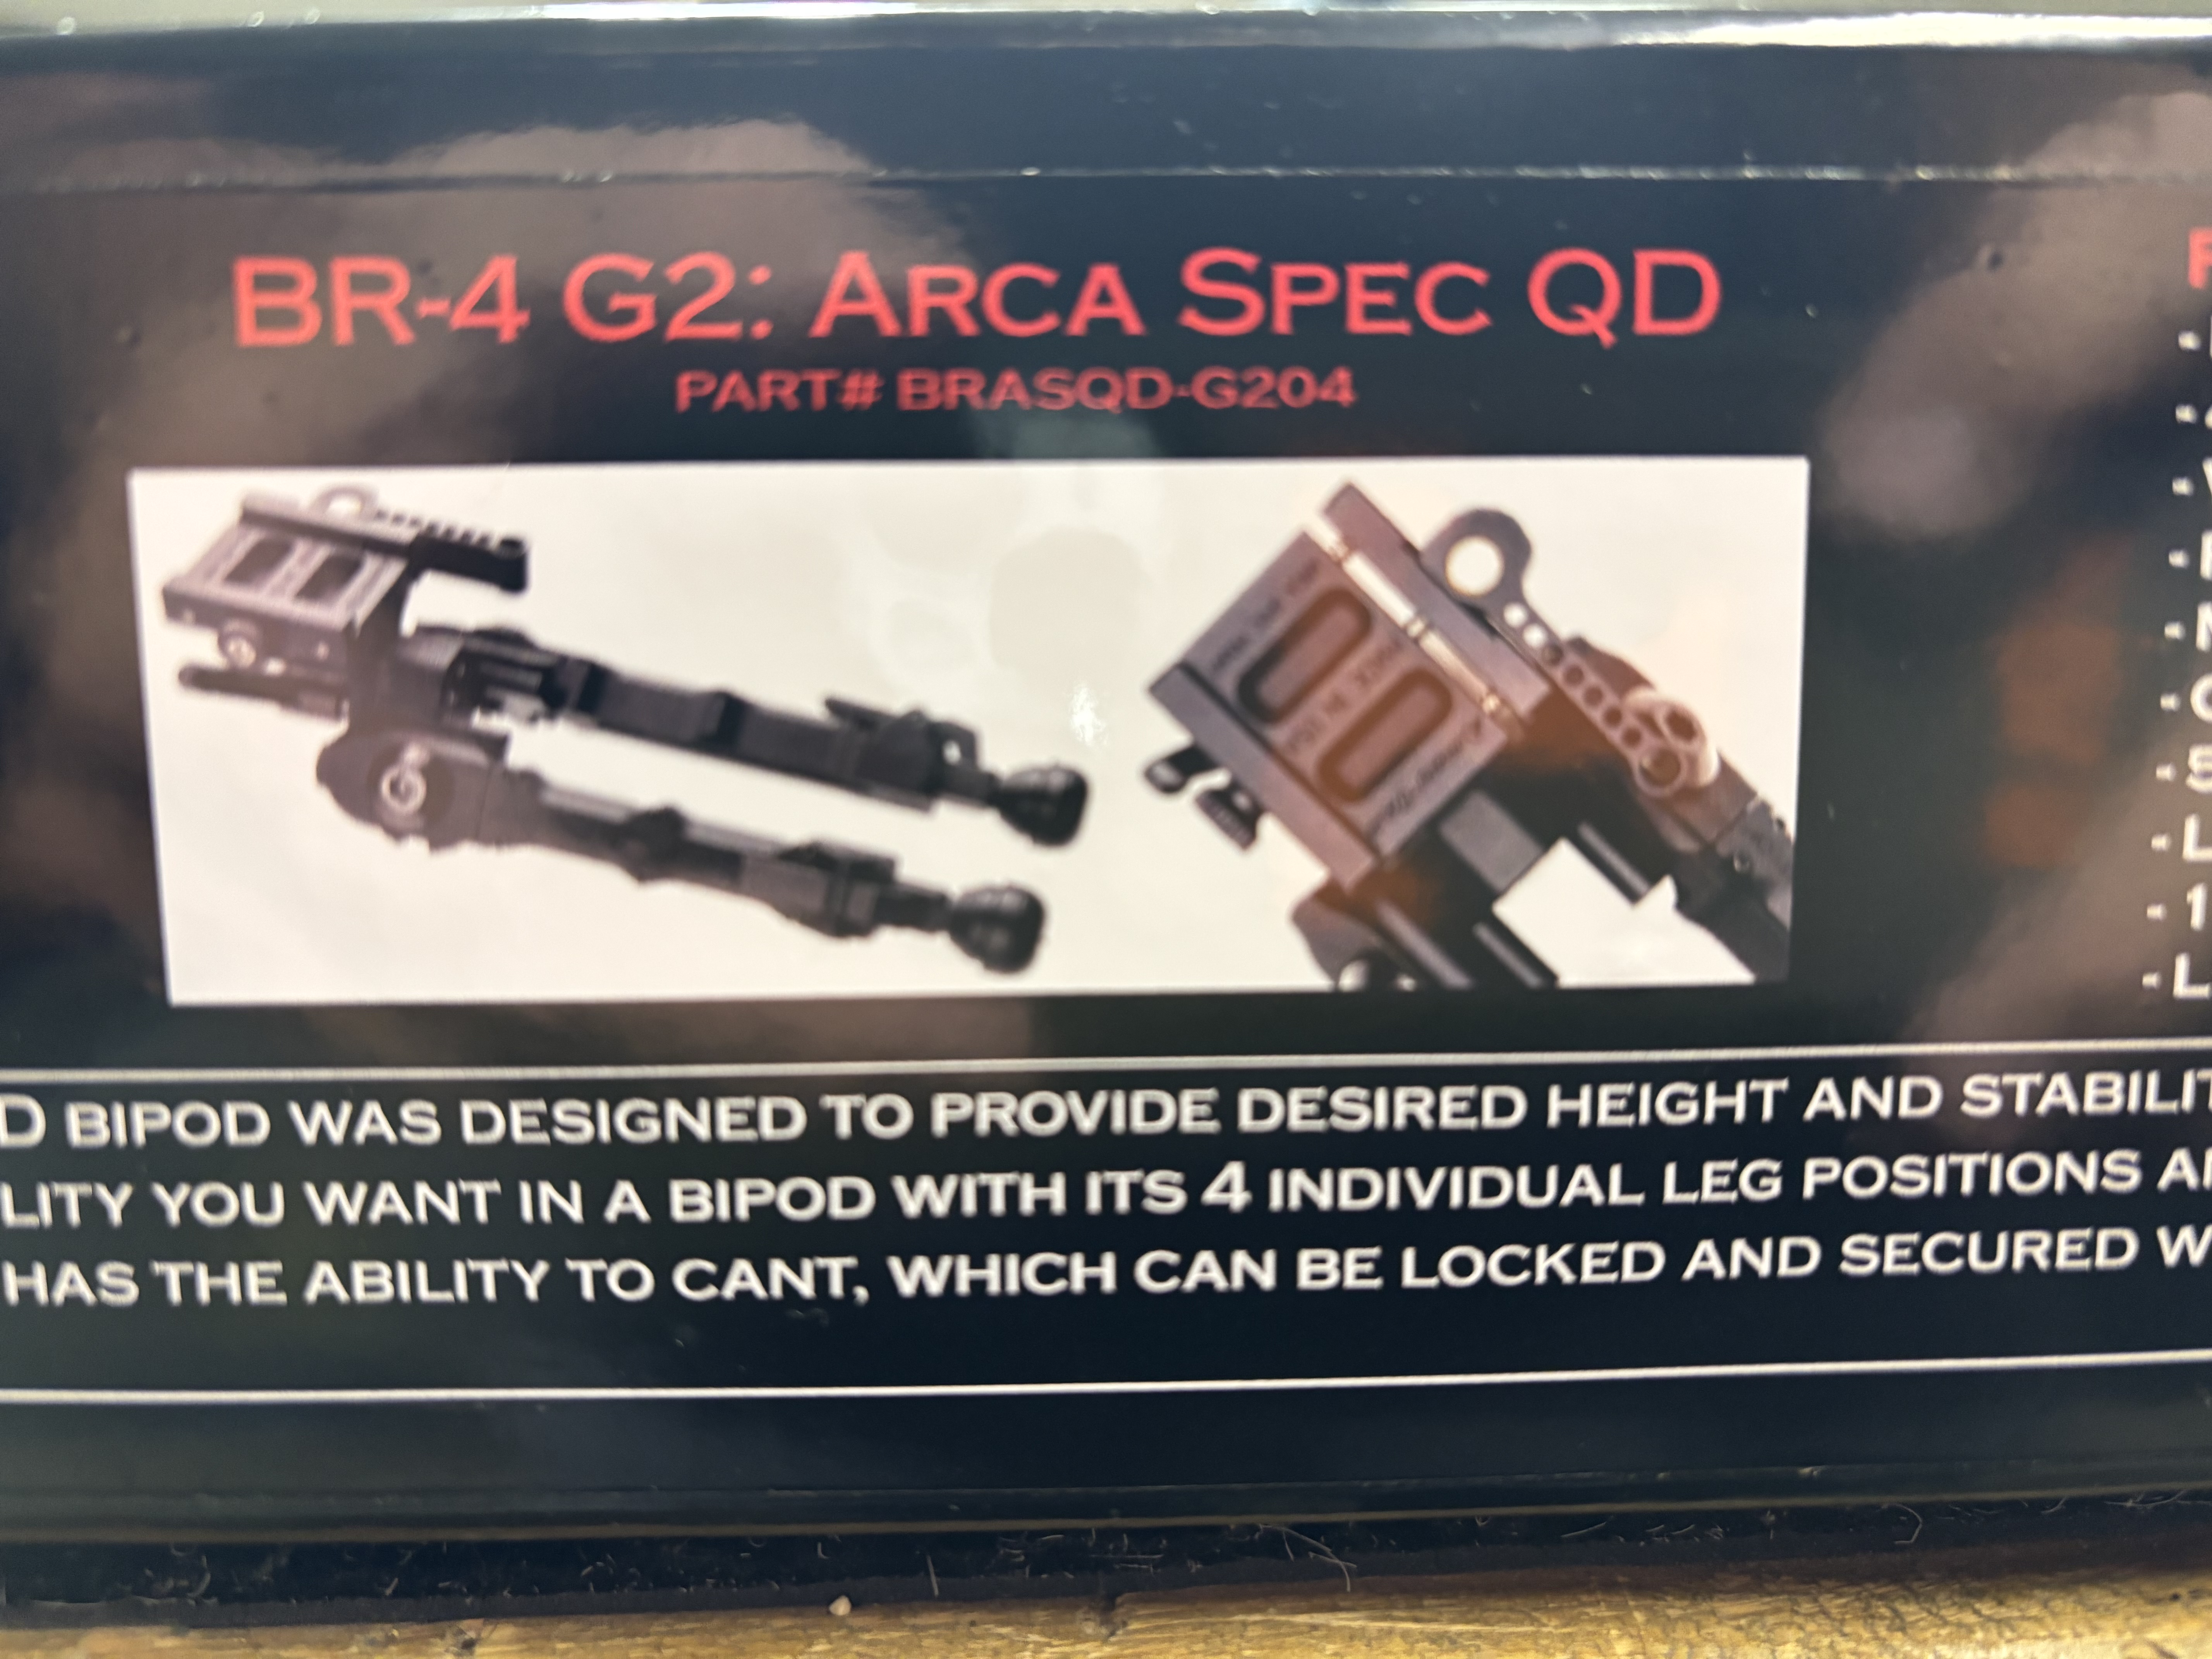 BR-4 G2: ARCA SPEC QD
PART# BRASQD-G204
D BIPOD WAS DESIGNED TO PROVIDE DESIRED HEIGHT AND STABILIT
LITY YOU WANT IN A BIPOD WITH ITS 4 INDIVIDUAL LEG POSITIONS
HAS THE ABILITY TO CANT, WHICH CAN BE LOCKED AND SECURED W